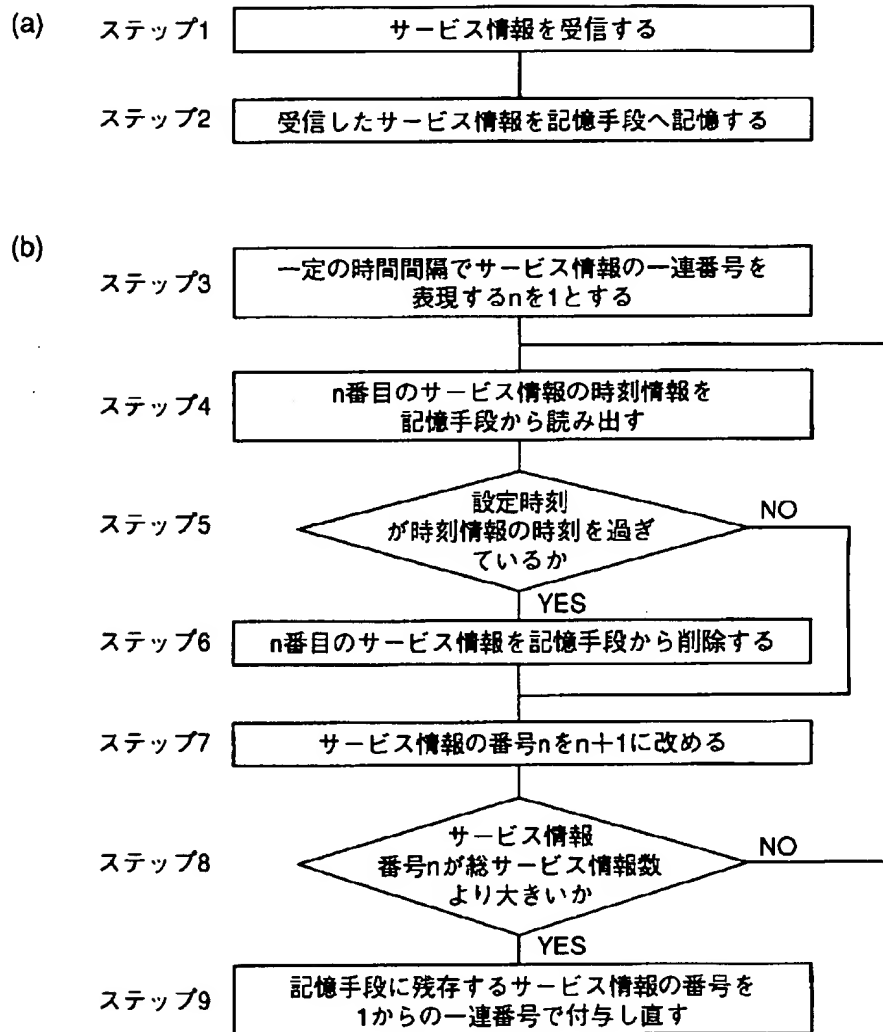 (a)
ステップ1
サービス情報を受信する
ステップ2
受信したサービス情報を記憶手段へ記憶する
(b)
ステップ3
一定の時間間隔でサービス情報の一連番号を
表現するnを1とする
ステップ4
n番目のサービス情報の時刻情報を
記憶手段から読み出す
ステップ5
設定時刻
が時刻情報の時刻を過ぎ
ているか
NO
YES
ステップ6
n番目のサービス情報を記憶手段から削除する
ステップ7
サービス情報の番号nをn+1に改める
ステップ8
サービス情報
番号nが総サービス情報数
より大きいか
NO
YES
ステップ9
記憶手段に残存するサービス情報の番号を
1からの一連番号で付与し直す